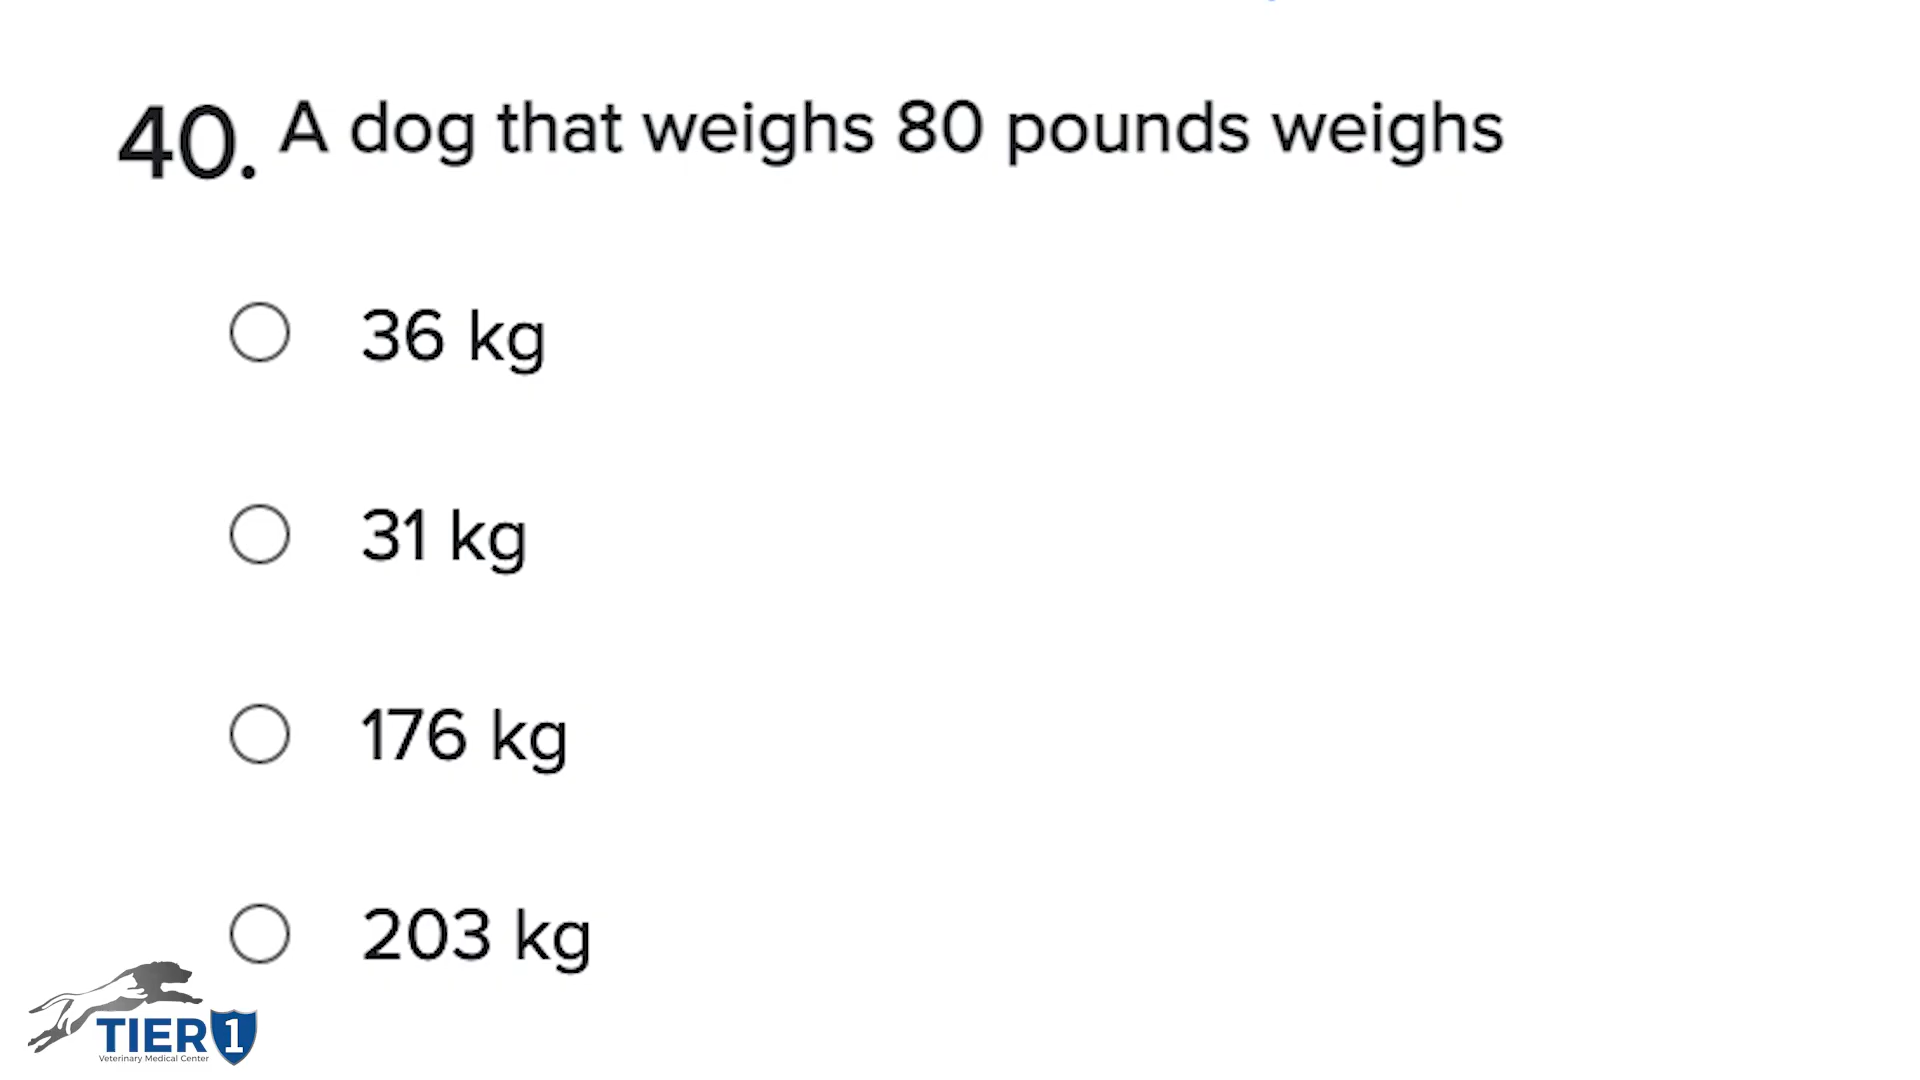 40. A dog that weighs 80 pounds weighs
36 kg
31 kg
176 kg
203 kg
TIER 1
Veterinary Medical Center